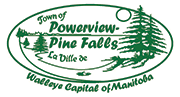 Town of
Powerview-
Pine Falls
La Ville de
Walleye Capital of Manitoba